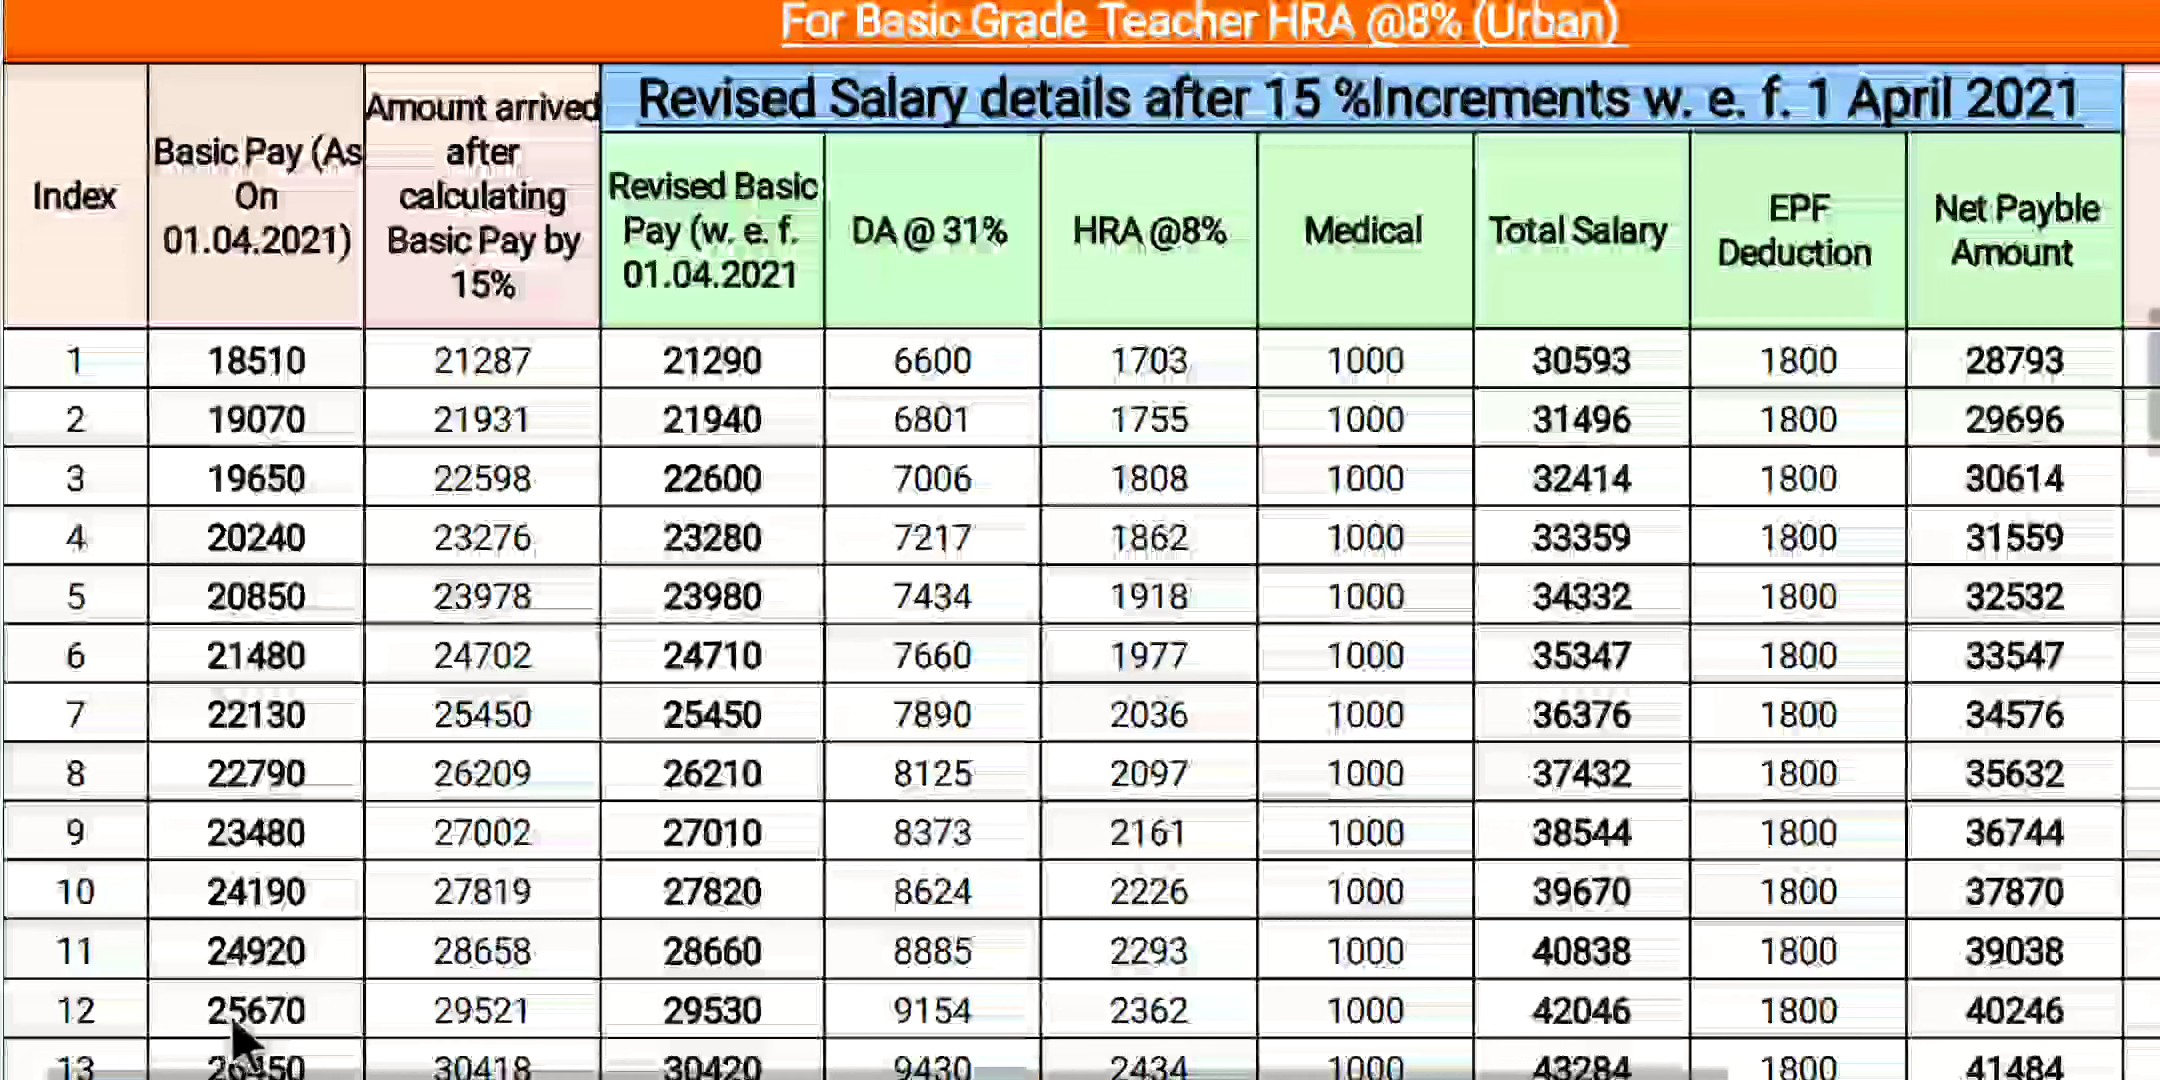 For Basic Grade Teacher HRA @8% (Urban)
Index
Basic Pay (As
On
01.04.2021)
Amount arrived
after
calculating
Basic Pay by
15%
Revised Salary details after 15 %Increments w. e. f. 1 April 2021
Revised Basic
Pay (w. e. f.
01.04.2021
DA @ 31%
HRA @8%
Medical
Total Salary
EPF
Deduction
Net Payble
Amount
1 18510 21287 21290 6600 1703 1000 30593 1800 28793
2 19070 21931 21940 6801 1755 1000 31496 1800 29696
3 19650 22598 22600 7006 1808 1000 32414 1800 30614
4 20240 23276 23280 7217 1862 1000 33359 1800 31559
5 20850 23978 23980 7434 1918 1000 34332 1800 32532
6 21480 24702 24710 7660 1977 1000 35347 1800 33547
7 22130 25450 25450 7890 2036 1000 36376 1800 34576
8 22790 26209 26210 8125 2097 1000 37432 1800 35632
9 23480 27002 27010 8373 2161 1000 38544 1800 36744
10 24190 27819 27820 8624 2226 1000 39670 1800 37870
11 24920 28658 28660 8885 2293 1000 40838 1800 39038
12 25670 29521 29530 9154 2362 1000 42046 1800 40246
13 26450 30418 30420 9430 2434 1000 43284 1800 41484